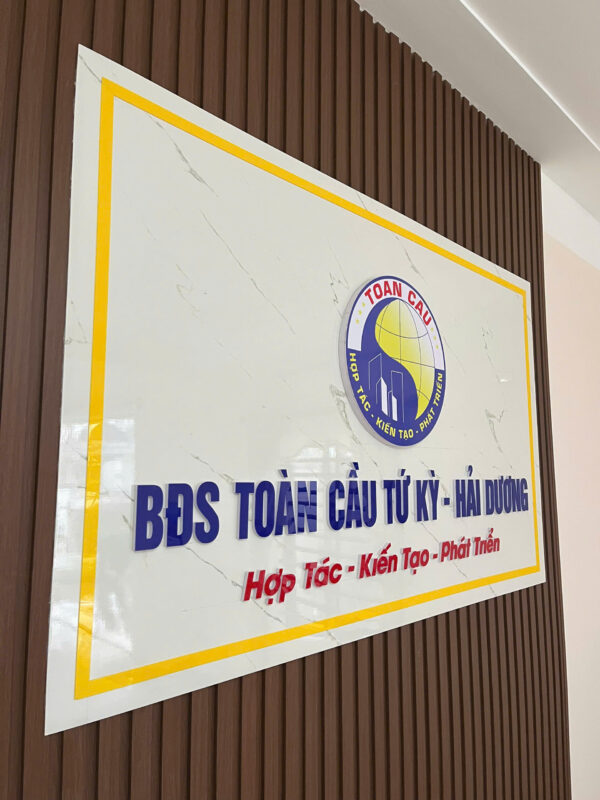 TOÀN CẦU
HỢP TÁC - KIẾN TẠO - PHÁT TRIỂN
BĐS TOÀN CẦU TỨ KỲ - HẢI DƯƠNG
Hợp Tác - Kiến Tạo - Phát Triển